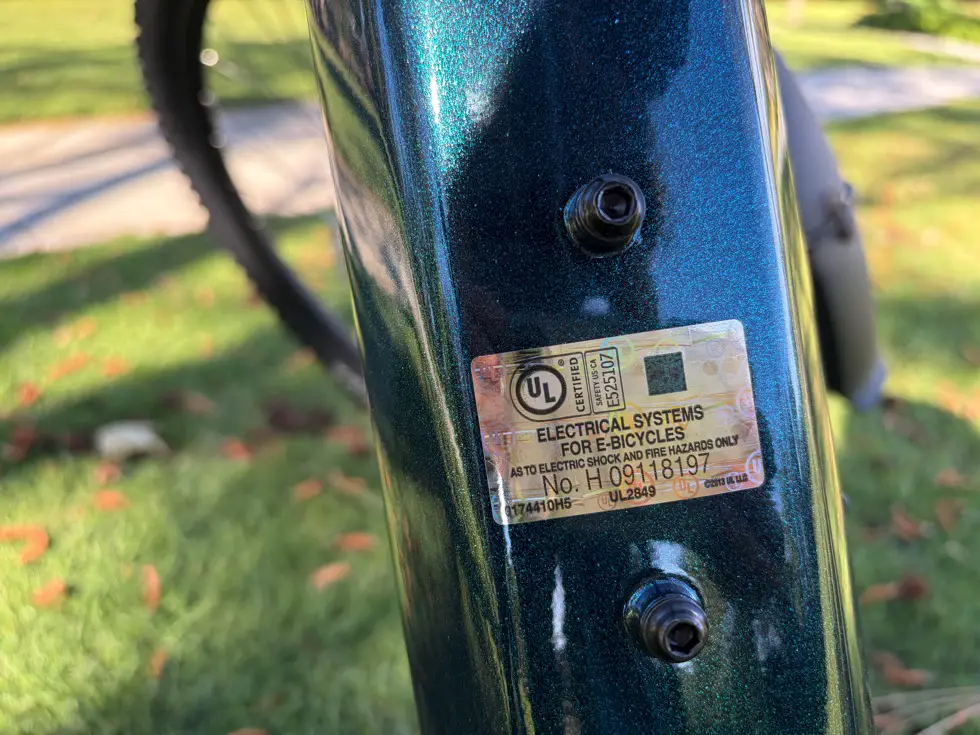 UL
®
CERTIFIED
SAFETY US-CA
E525107
ELECTRICAL SYSTEMS
FOR E-BICYCLES
AS TO ELECTRIC SHOCK AND FIRE HAZARDS ONLY
No. H 09118197
0174410H5
UL2849
©2013 UL LLC